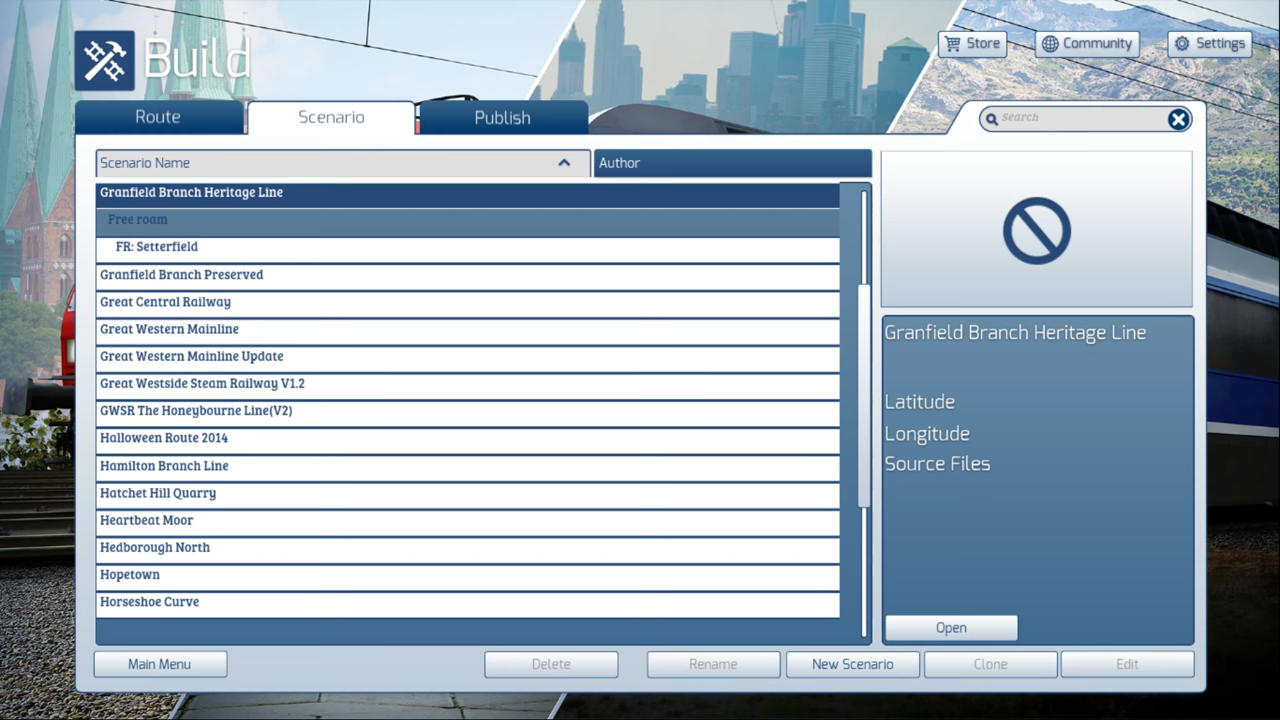 Build
Store
Community
Settings
Route
Scenario
Publish
search
Scenario Name
Author
Granfield Branch Heritage Line
Free roam
FR: Setterfield
Granfield Branch Preserved
Great Central Railway
Great Western Mainline
Great Western Mainline Update
Great Westside Steam Railway V1.2
GWSR The Honeybourne Line(V2)
Halloween Route 2014
Hamilton Branch Line
Hatchet Hill Quarry
Heartbeat Moor
Hedborough North
Hopetown
Horseshoe Curve
Granfield Branch Heritage Line
Latitude
Longitude
Source Files
Open
Main Menu
Delete
Rename
New Scenario
Clone
Edit